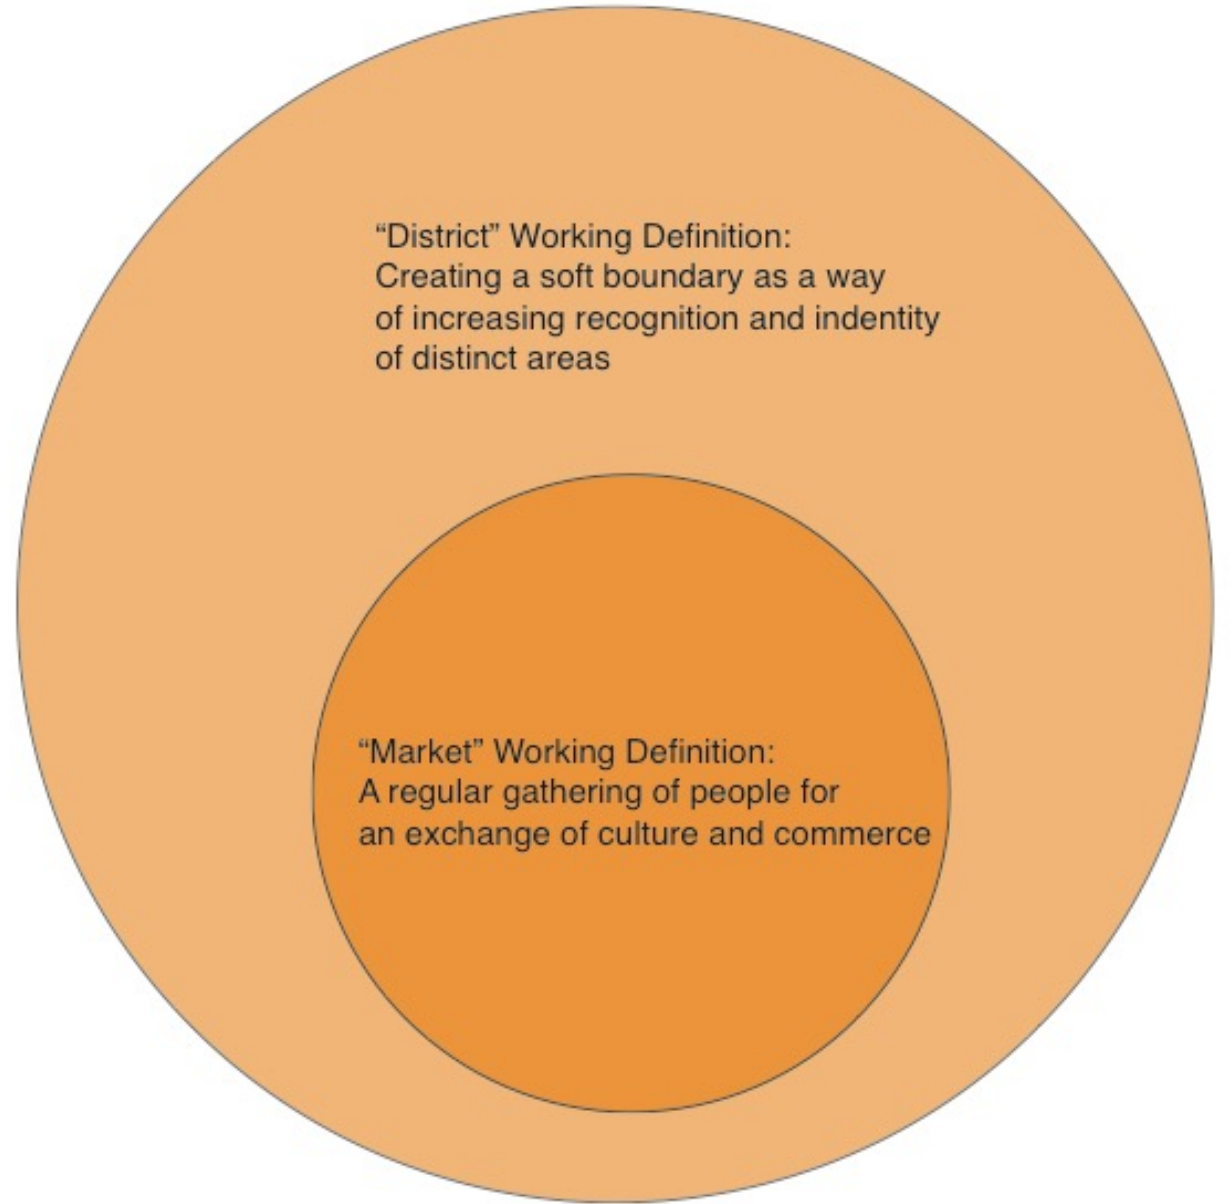 “District” Working Definition:
Creating a soft boundary as a way
of increasing recognition and indentity
of distinct areas
“Market” Working Definition:
A regular gathering of people for
an exchange of culture and commerce